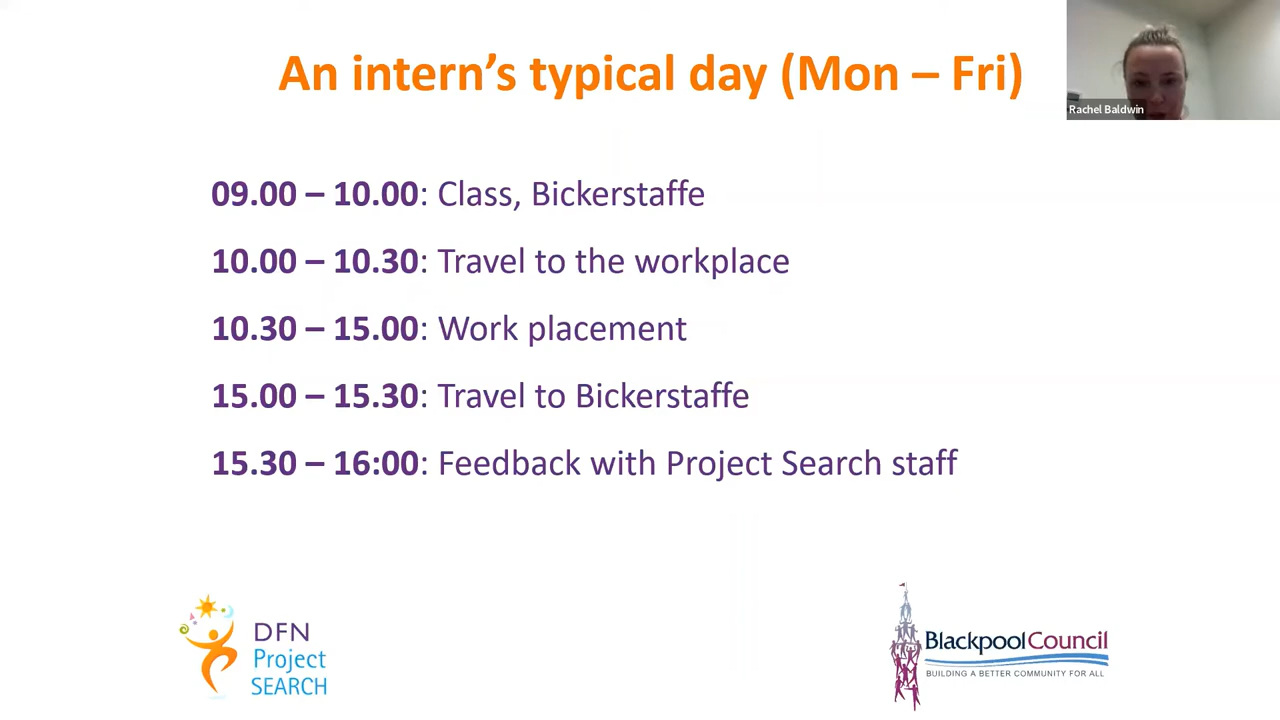 An intern's typical day (Mon – Fri)
Rachel Baldwin
09.00 – 10.00: Class, Bickerstaffe
10.00 – 10.30: Travel to the workplace
10.30 – 15.00: Work placement
15.00 – 15.30: Travel to Bickerstaffe
15.30 – 16:00: Feedback with Project Search staff
DFN
Project
SEARCH
BlackpoolCouncil
BUILDING A BETTER COMMUNITY FOR ALL